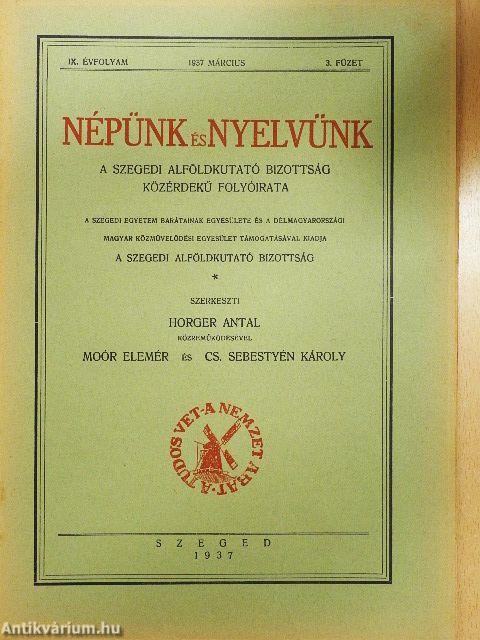 IX. ÉVFOLYAM 1937 MÁRCIUS 3. FÜZET
NÉPÜNK ÉS NYELVÜNK
A SZEGEDI ALFÖLDKUTATÓ BIZOTTSÁG
KÖZÉRDEKŰ FOLYÓIRATA
A SZEGEDI EGYETEM BARÁTAINAK EGYESÜLETE ÉS A DÉLMAGYARORSZÁGI
MAGYAR KÖZMŰVELŐDÉSI EGYESÜLET TÁMOGATÁSÁVAL KIADJA
A SZEGEDI ALFÖLDKUTATÓ BIZOTTSÁG
*
SZERKESZTI
HORGER ANTAL
KÖZREMŰKÖDÉSÉVEL
MOÓR ELEMÉR ÉS CS. SEBESTYÉN KÁROLY
A TUDOS VET-A NEMZET ARAT
SZEGED
1937
Antikvárium.hu